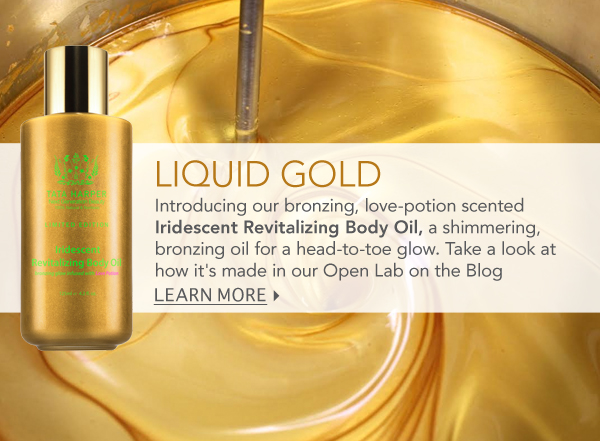 LIQUID GOLD
Introducing our bronzing, love-potion scented
Iridescent Revitalizing Body Oil, a shimmering,
bronzing oil for a head-to-toe glow. Take a look at
how it's made in our Open Lab on the Blog
LEARN MORE
Iridescent
Revitalizing Body Oil